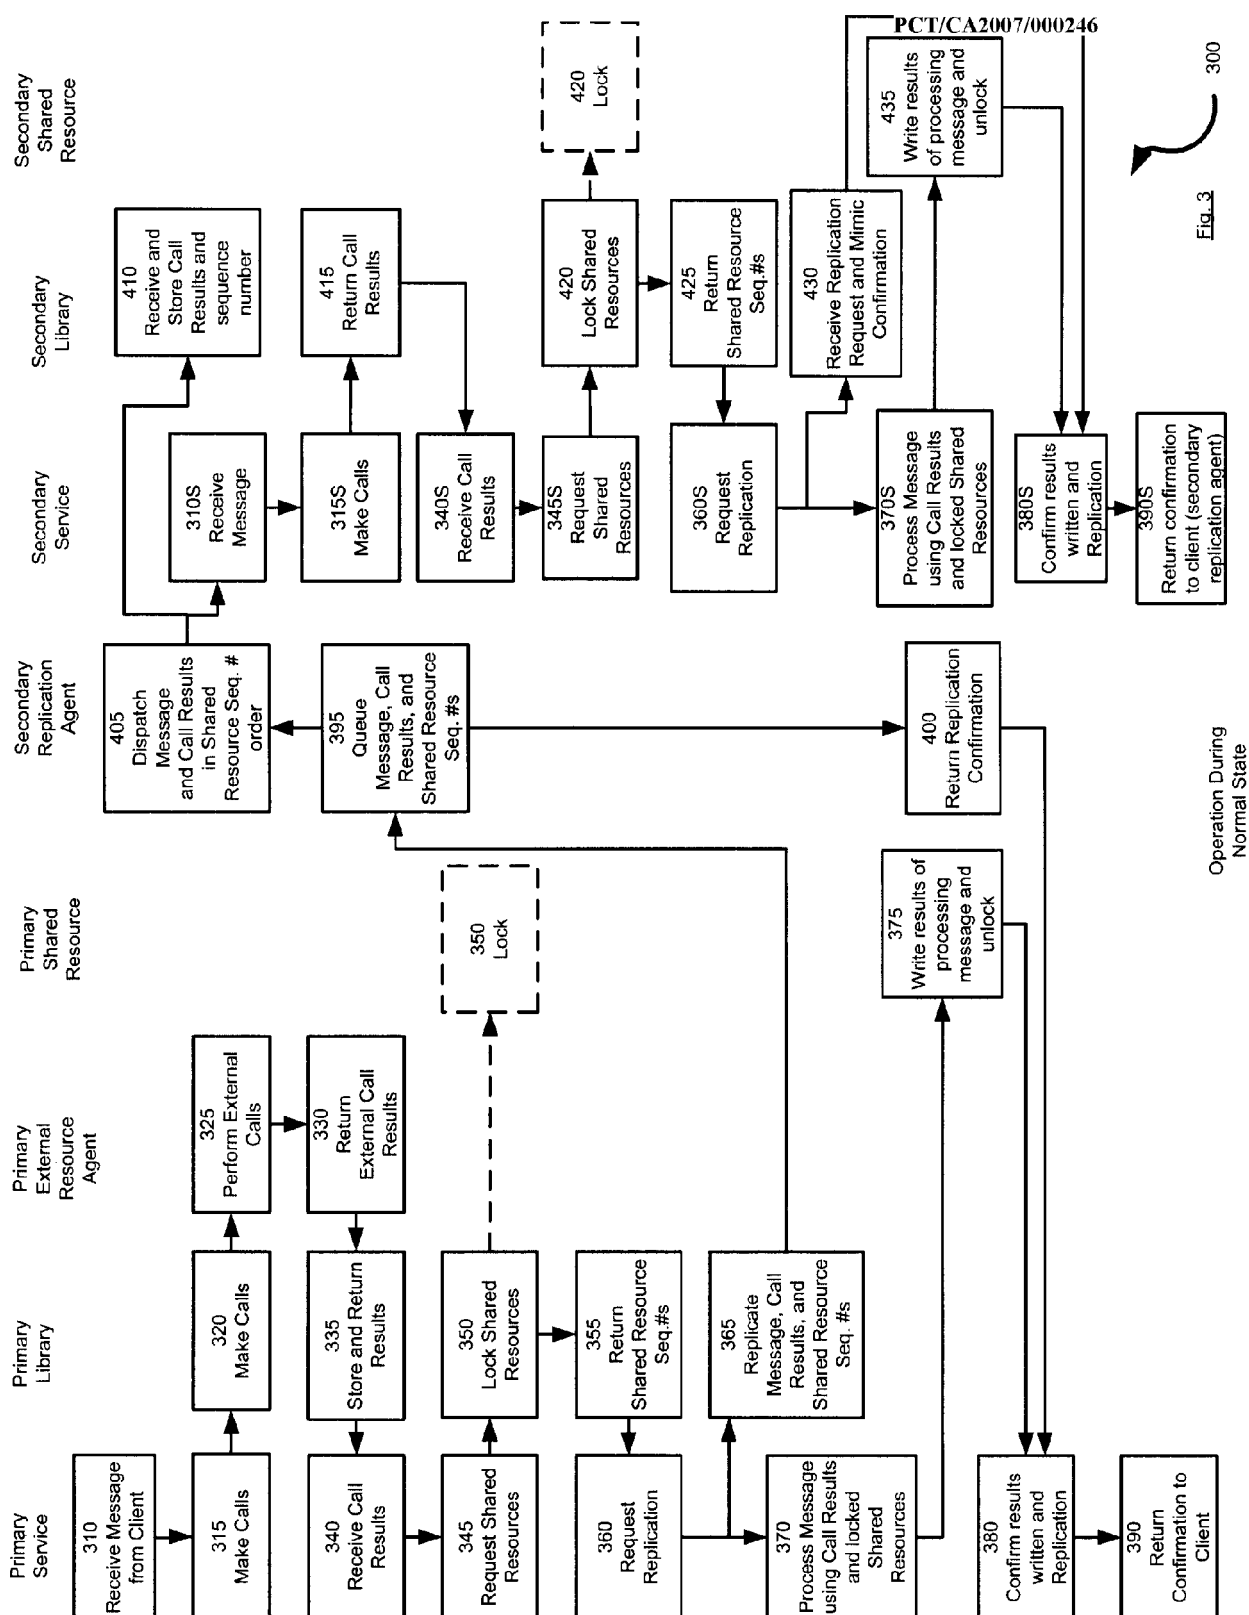 PCT/CA2007/000246
Primary
Service
Primary
Library
Primary
External
Resource
Agent
Primary
Shared
Resource
Secondary
Replication
Agent
Secondary
Service
Secondary
Library
Secondary
Shared
Resource
310
Receive Message
from Client
315
Make Calls
320
Make Calls
325
Perform External
Calls
330
Return
External Call
Results
335
Store and Return
Results
340
Receive Call
Results
345
Request Shared
Resources
350
Lock Shared
Resources
350
Lock
355
Return
Shared Resource
Seq.#s
360
Request
Replication
365
Replicate
Message, Call
Results, and
Shared Resource
Seq. #s
370
Process Message
using Call Results
and locked
Shared
Resources
375
Write results of
processing
message and
unlock
380
Confirm results
written and
Replication
390
Return
Confirmation to
Client
405
Dispatch
Message
and Call Results
in Shared
Resource Seq. #
order
395
Queue
Message, Call
Results, and
Shared Resource
Seq. #s
400
Return Replication
Confirmation
310S
Receive
Message
315S
Make Calls
340S
Receive Call
Results
345S
Request
Shared
Resources
360S
Request
Replication
370S
Process Message
using Call Results
and locked Shared
Resources
380S
Confirm results
written and
Replication
390S
Return confirmation
to client (secondary
replication agent)
410
Receive and
Store Call
Results and
sequence
number
415
Return Call
Results
420
Lock Shared
Resources
420
Lock
425
Return
Shared Resource
Seq.#s
430
Receive Replication
Request and Mimic
Confirmation
435
Write results
of processing
message and
unlock
Operation During
Normal State
Fig. 3
300